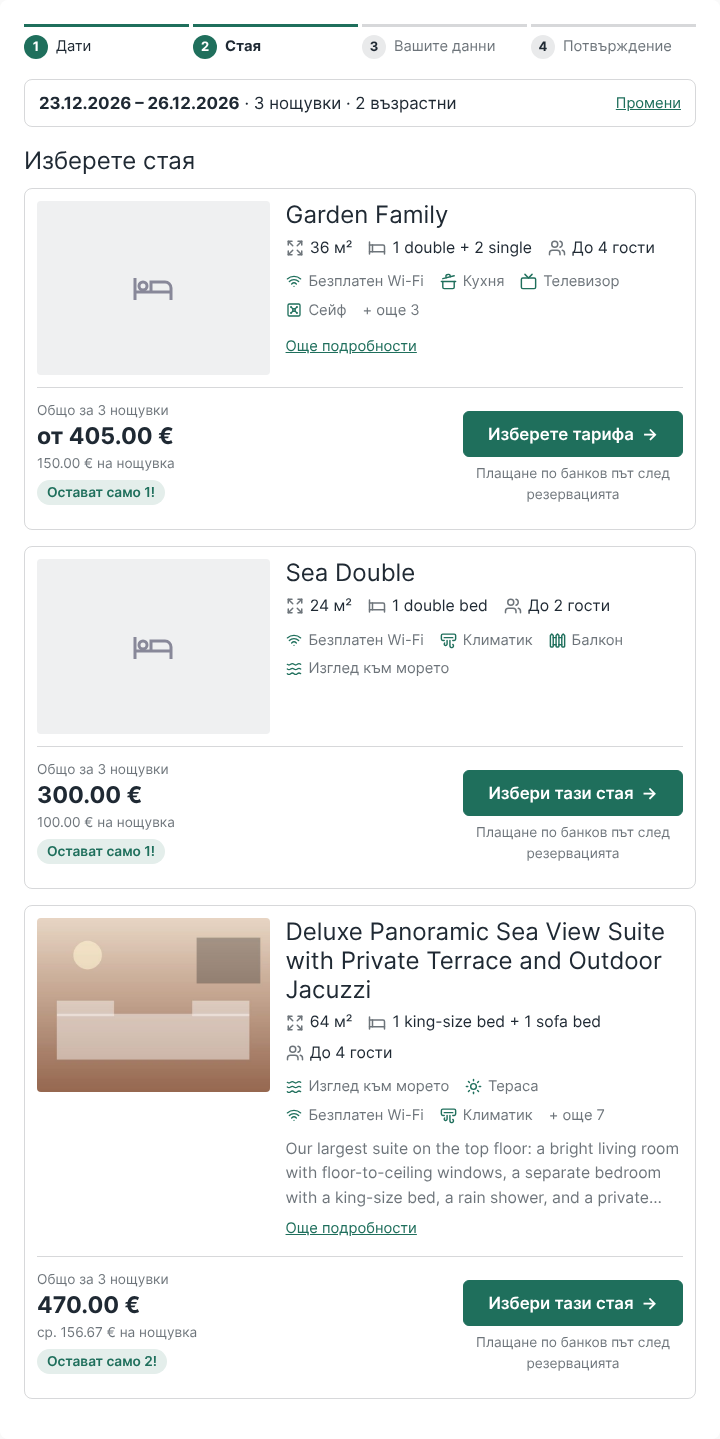 1 Дати
2 Стая
3 Вашите данни
4 Потвърждение
23.12.2026 – 26.12.2026 · 3 нощувки · 2 възрастни
Промени
Изберете стая
Garden Family
36 м² 1 double + 2 single До 4 гости
Безплатен Wi-Fi Кухня Телевизор
Сейф + още 3
Още подробности
Общо за 3 нощувки
от 405.00 €
150.00 € на нощувка
Остават само 1!
Изберете тарифа →
Плащане по банков път след
резервацията
Sea Double
24 м² 1 double bed До 2 гости
Безплатен Wi-Fi Климатик Балкон
Изглед към морето
Общо за 3 нощувки
300.00 €
100.00 € на нощувка
Остават само 1!
Избери тази стая →
Плащане по банков път след
резервацията
Deluxe Panoramic Sea View Suite
with Private Terrace and Outdoor
Jacuzzi
64 м² 1 king-size bed + 1 sofa bed
До 4 гости
Изглед към морето Тераса
Безплатен Wi-Fi Климатик + още 7
Our largest suite on the top floor: a bright living room
with floor-to-ceiling windows, a separate bedroom
with a king-size bed, a rain shower, and a private...
Още подробности
Общо за 3 нощувки
470.00 €
ср. 156.67 € на нощувка
Остават само 2!
Избери тази стая →
Плащане по банков път след
резервацията